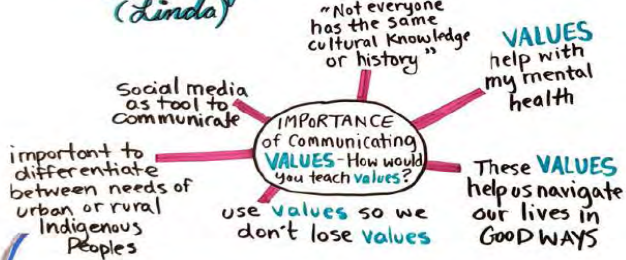 (Linda)
"Not everyone
has the same
cultural Knowledge
or history"
VALUES
help with
my mental
health
Social media
as tool to
Communicate
IMPORTANCE
of Communicating
VALUES - How would
you teach values?
important to
differentiate
between needs of
urban or rural
Indigenous
Peoples
use values so we
don't lose values
These VALUES
help us navigate
our lives in
GOOD WAYS